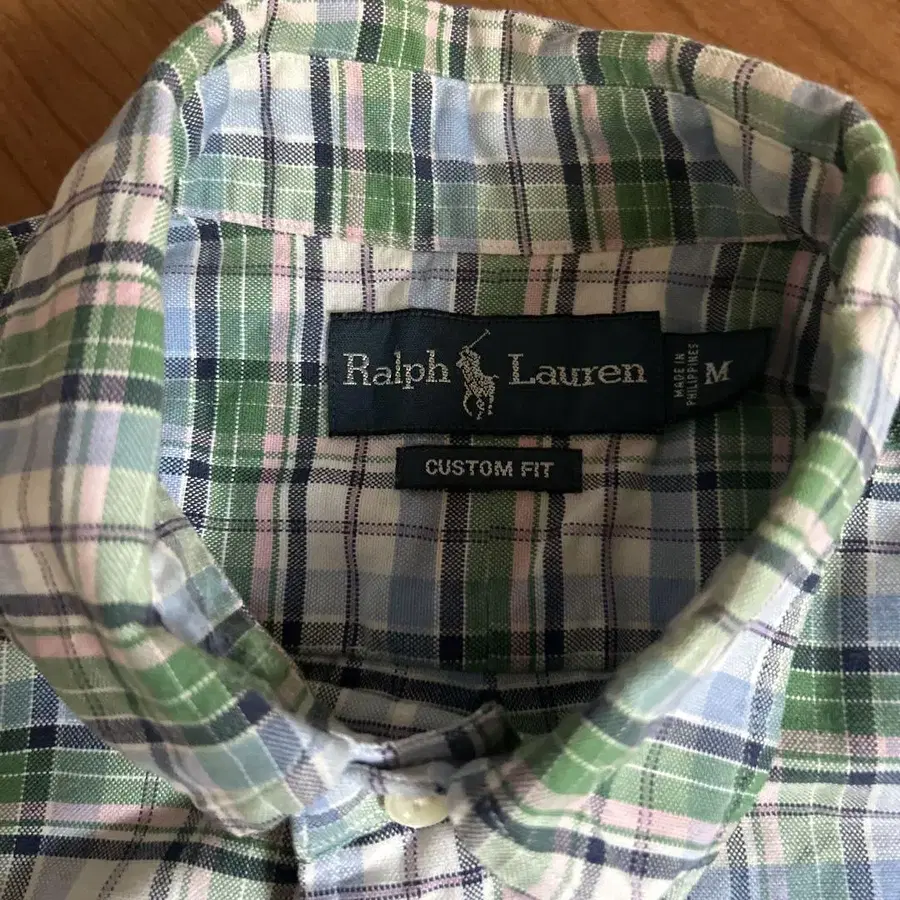 Ralph Lauren
MADE IN
PHILIPPINES
M
CUSTOM FIT